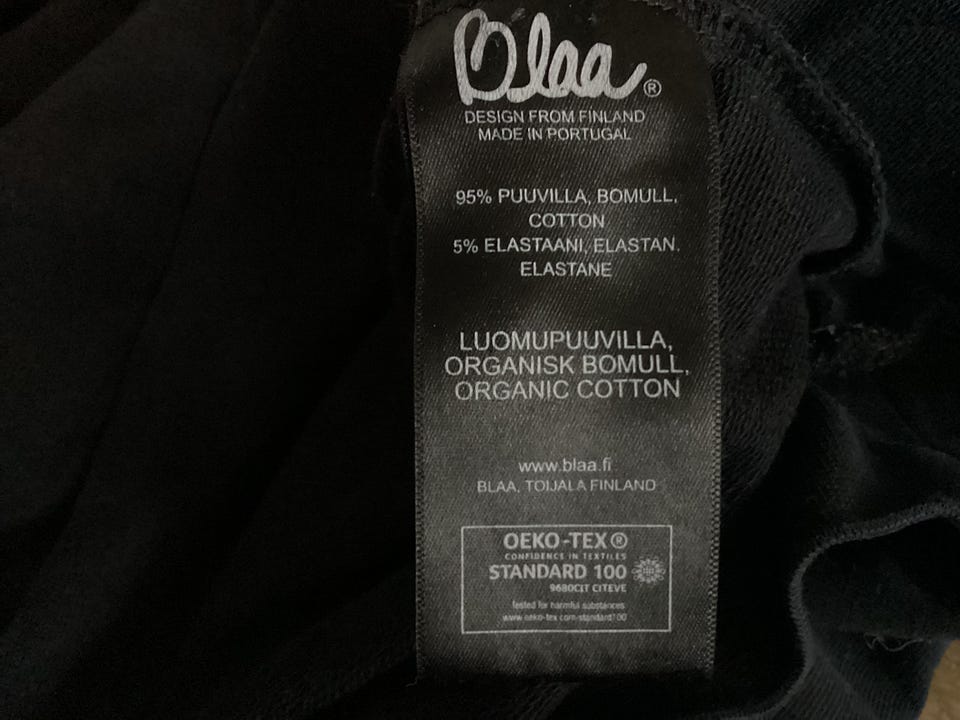 Blaa®
DESIGN FROM FINLAND
MADE IN PORTUGAL
95% PUUVILLA, BOMULL,
COTTON
5% ELASTAANI, ELASTAN.
ELASTANE
LUOMUPUUVILLA,
ORGANISK BOMULL,
ORGANIC COTTON
www.blaa.fi
BLAA, TOIJALA FINLAND
OEKO-TEX®
CONFIDENCE IN TEXTILES
STANDARD 100
9680CIT CITEVE
Tested for harmful substances
www.oeko-tex.com/standard100